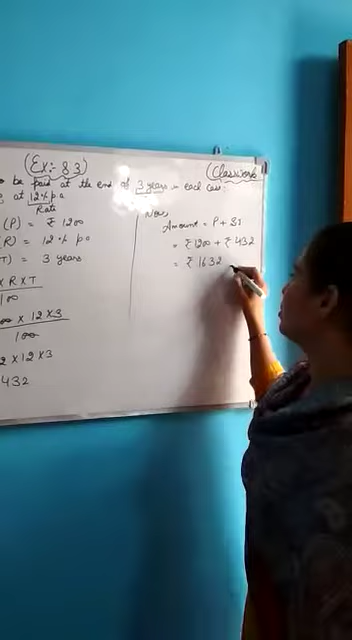 (Ex:- 8.3)
(Classwork)
o be paid at the end of 3 years in each case:
at 12% p.a
Rate
(P) = ₹ 1200
(R) = 12 % p.a
T) = 3 years
x R x T
100
x 12 x 3
100
2 x 12 x 3
432
Now
Amount = P + SI
= ₹ 1200 + ₹ 432
= ₹ 1632